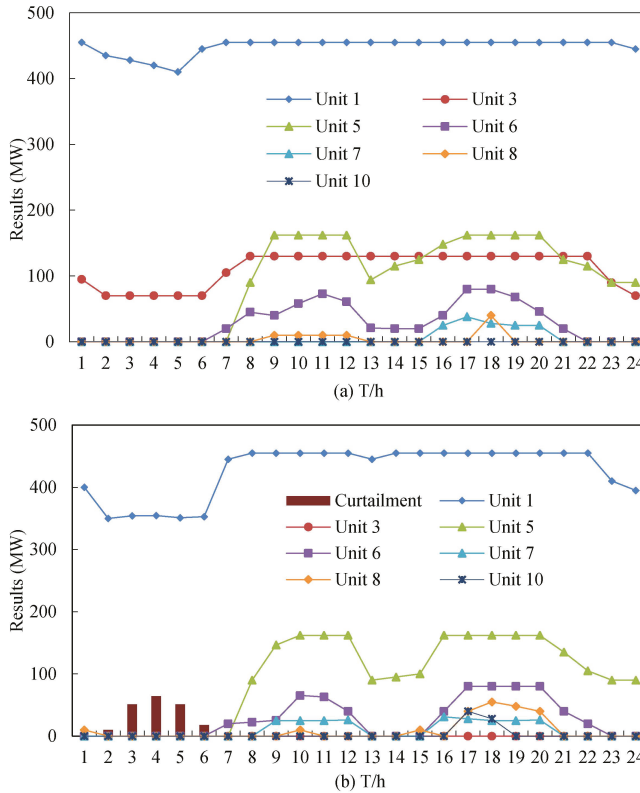 500
400
300
200
100
0
Results (MW)
Unit 1 Unit 3
Unit 5 Unit 6
Unit 7 Unit 8
Unit 10
1 2 3 4 5 6 7 8 9 10 11 12 13 14 15 16 17 18 19 20 21 22 23 24
(a) T/h
500
400
300
200
100
0
Results (MW)
Curtailment Unit 1
Unit 3 Unit 5
Unit 6 Unit 7
Unit 8 Unit 10
1 2 3 4 5 6 7 8 9 10 11 12 13 14 15 16 17 18 19 20 21 22 23 24
(b) T/h